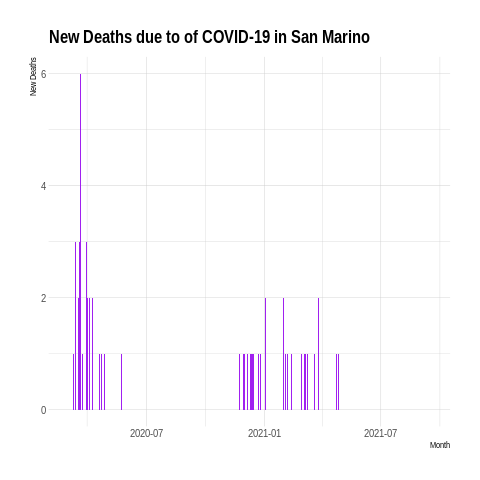 New Deaths due to of COVID-19 in San Marino
New Deaths
6
4
2
0
2020-07
2021-01
2021-07
Month